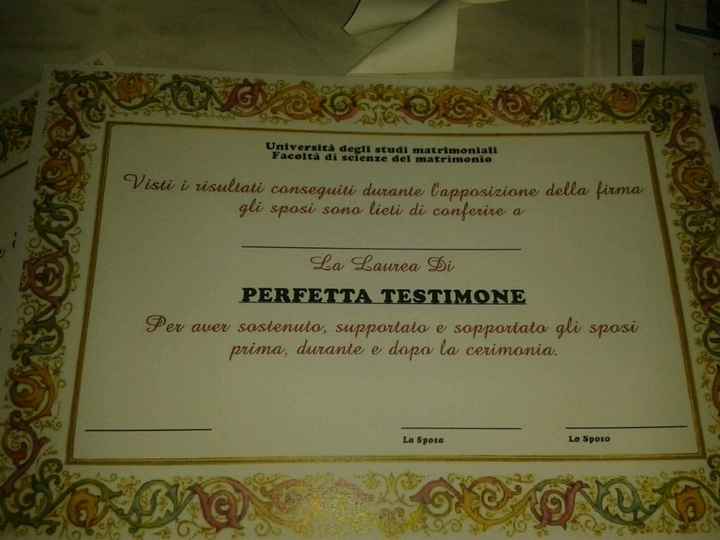 Università degli studi matrimoniali
Facoltà di scienze del matrimonio
Visti i risultati conseguiti durante l'apposizione della firma
gli sposi sono lieti di conferire a
La Laurea Di
PERFETTA TESTIMONE
Per aver sostenuto, supportato e sopportato gli sposi
prima, durante e dopo la cerimonia.
La Sposa
Lo Sposo